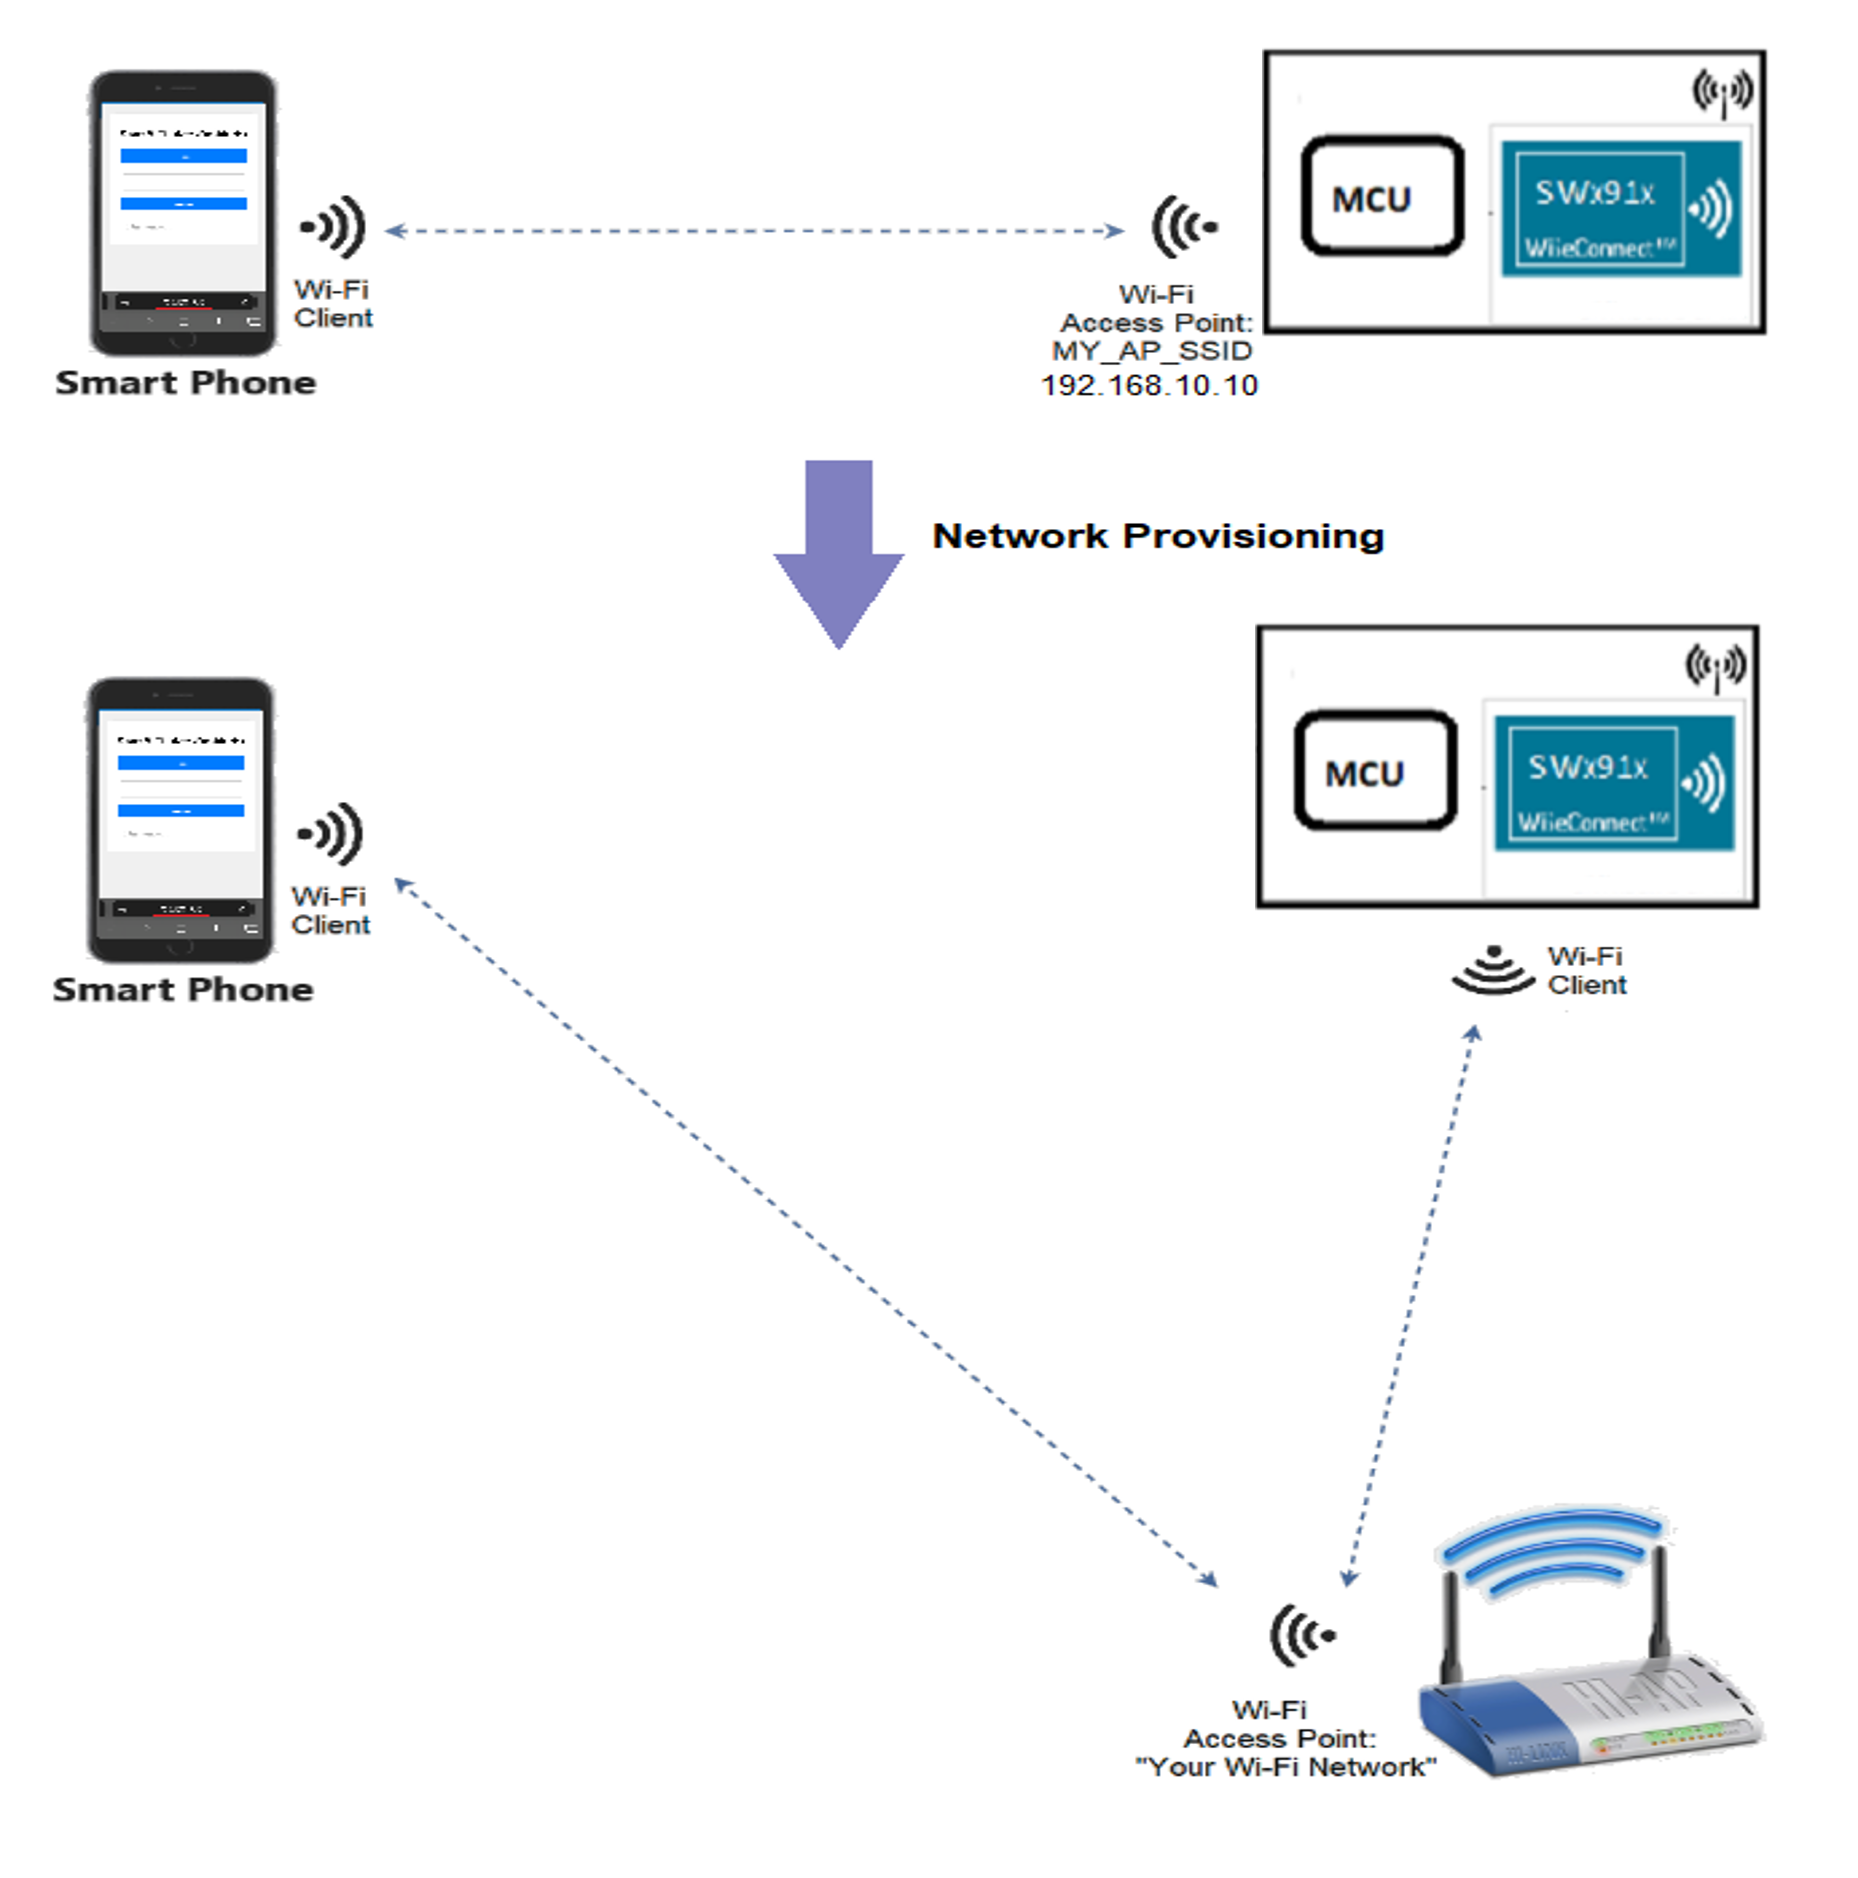 MCU
SWx91x
WiieConnect™
Wi-Fi
Client
Smart Phone
Wi-Fi
Access Point:
MY_AP_SSID
192.168.10.10
Network Provisioning
MCU
SWx91x
WiieConnect™
Wi-Fi
Client
Smart Phone
Wi-Fi
Client
Wi-Fi
Access Point:
"Your Wi-Fi Network"